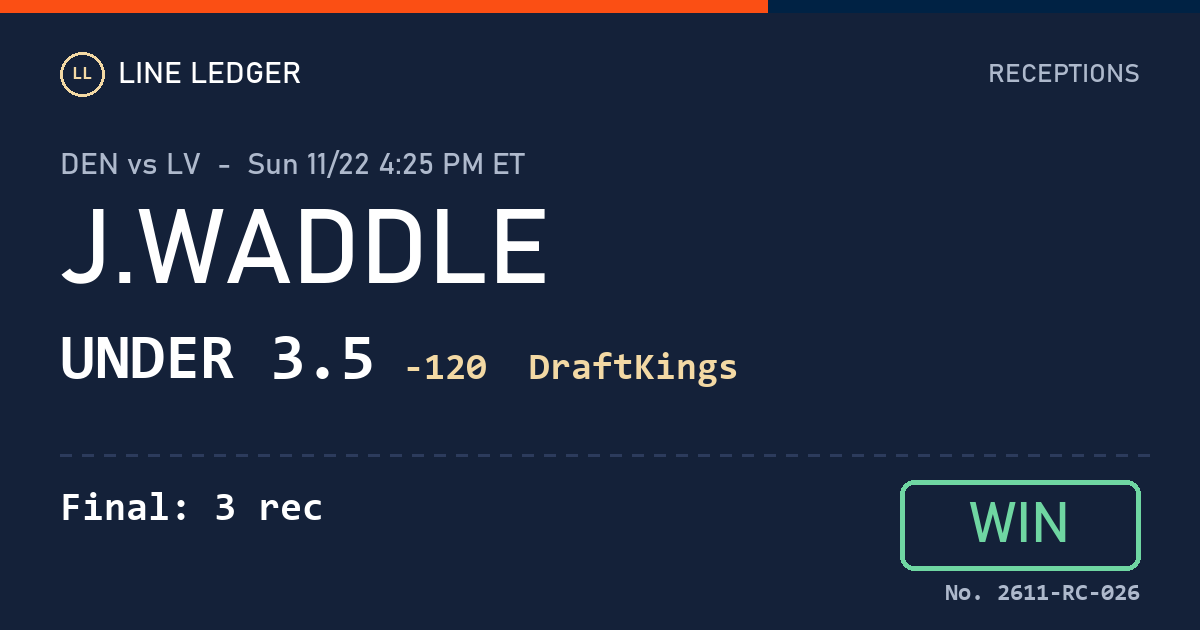 LL LINE LEDGER
RECEPTIONS
DEN vs LV - Sun 11/22 4:25 PM ET
J.WADDLE
UNDER 3.5 -120 DraftKings
Final: 3 rec
WIN
No. 2611-RC-026